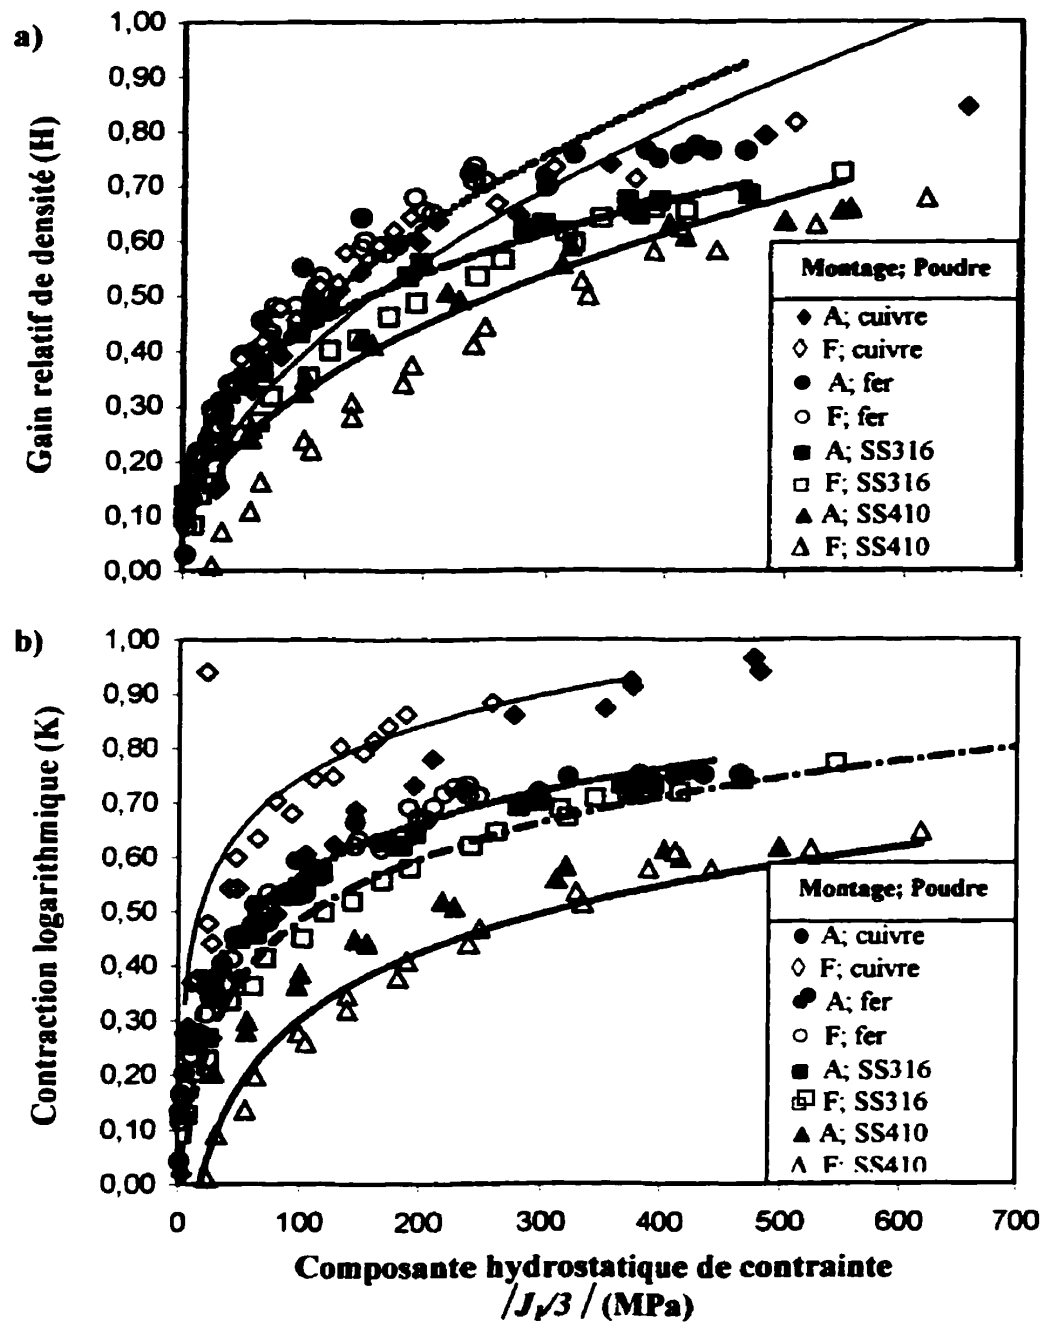 a)
Gain relatif de densité (H)
1,00
0,90
0,80
0,70
0,60
0,50
0,40
0,30
0,20
0,10
0,00
Montage; Poudre
A; cuivre
F; cuivre
A; fer
F; fer
A; SS316
F; SS316
A; SS410
F; SS410
b)
Contraction logarithmique (K)
1,00
0,90
0,80
0,70
0,60
0,50
0,40
0,30
0,20
0,10
0,00
Montage; Poudre
A; cuivre
F; cuivre
A; fer
F; fer
A; SS316
F; SS316
A; SS410
F; SS410
0 100 200 300 400 500 600 700
Composante hydrostatique de contrainte
/J₁/3 / (MPa)